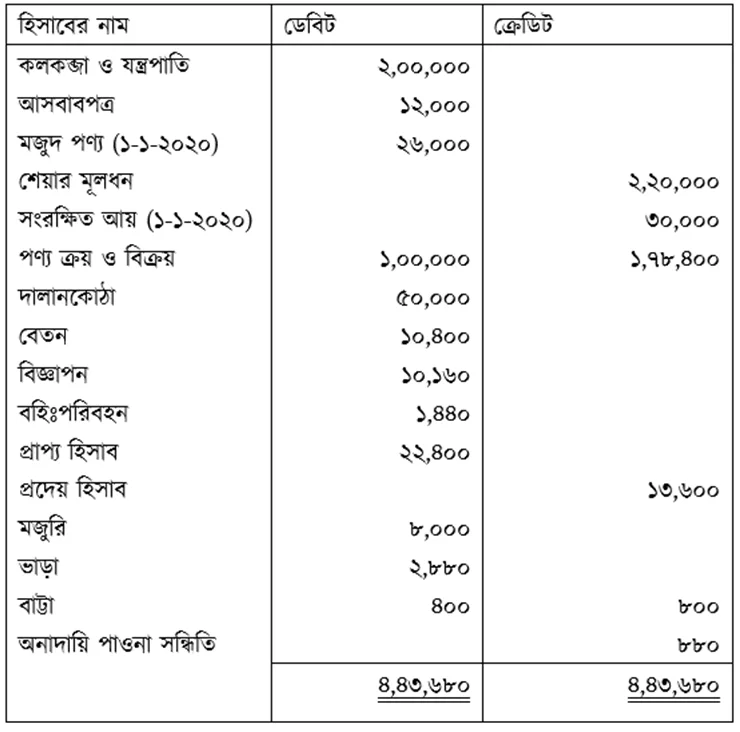 হিসাবের নাম ডেবিট ক্রেডিট
কলকব্জা ও যন্ত্রপাতি ২,০০,০০০
আসবাবপত্র ১২,০০০
মজুদ পণ্য (১-১-২০২০) ২৬,০০০
শেয়ার মূলধন ২,২০,০০০
সংরক্ষিত আয় (১-১-২০২০) ৩০,০০০
পণ্য ক্রয় ও বিক্রয় ১,০০,০০০ ১,৭৮,৪০০
দালানকোঠা ৫০,০০০
বেতন ১০,৪০০
বিজ্ঞাপন ১০,১৬০
বহিঃপরিবহন ১,৪৪০
প্রাপ্য হিসাব ২২,৪০০
প্রদেয় হিসাব ১৩,৬০০
মজুরি ৮,০০০
ভাড়া ২,৮৮০
বাট্টা ৪০০ ৮০০
অনাদায়ি পাওনা সন্ধিতি ৮৮০
৪,৪৩,৬৮০ ৪,৪৩,৬৮০